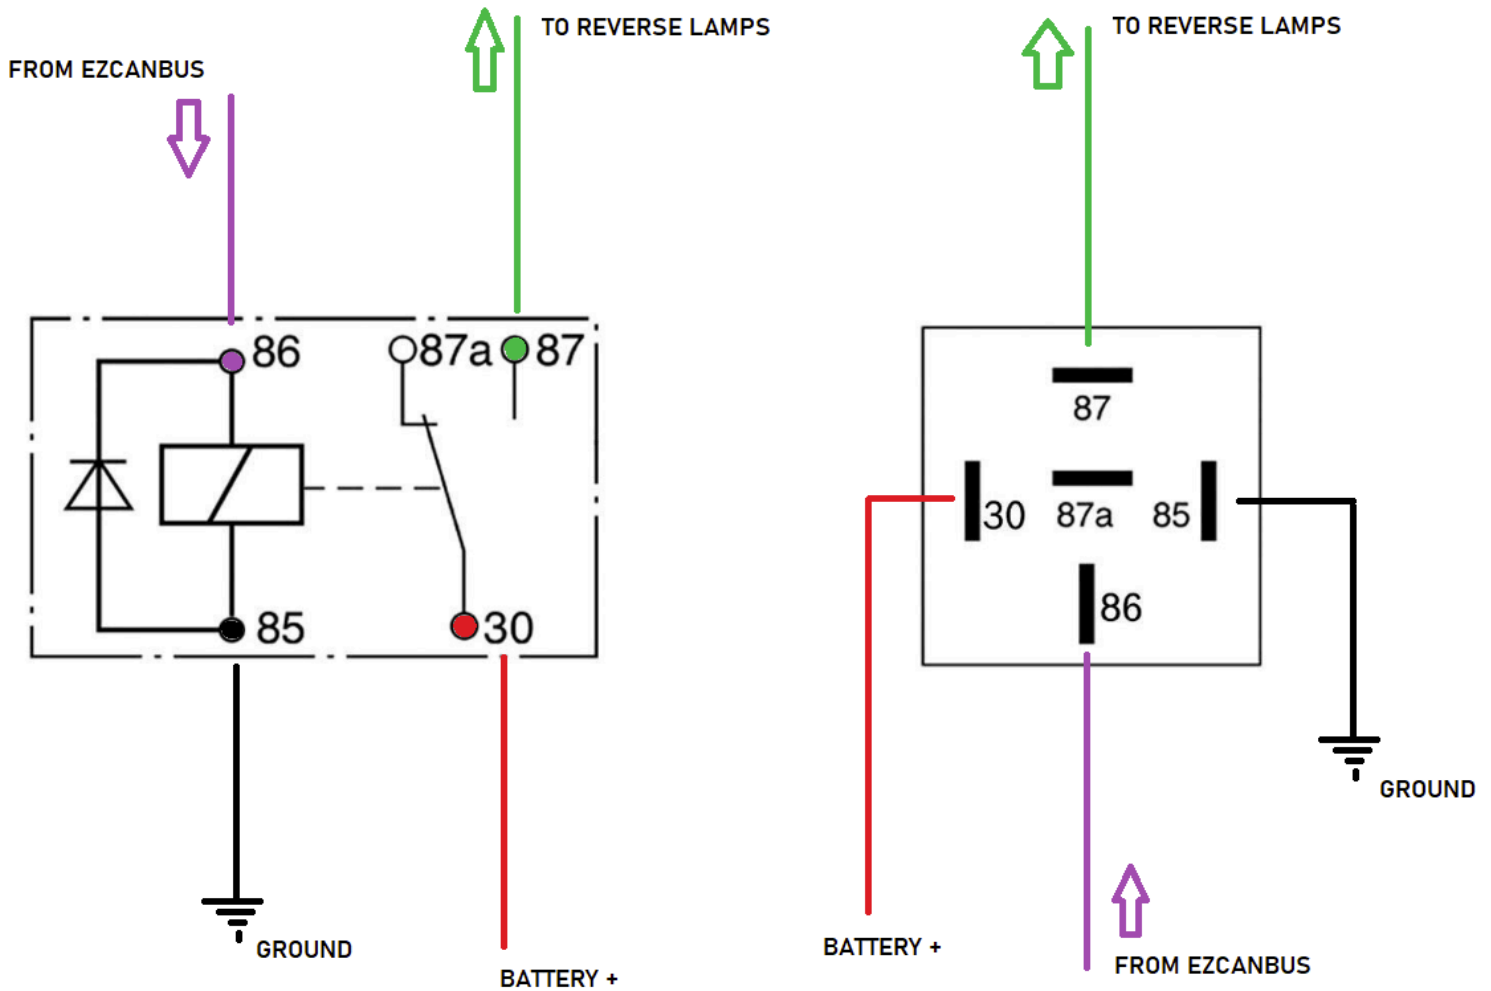 TO REVERSE LAMPS
FROM EZCANBUS
86
87a
87
85
30
GROUND
BATTERY +
TO REVERSE LAMPS
87
30
87a
85
86
GROUND
BATTERY +
FROM EZCANBUS